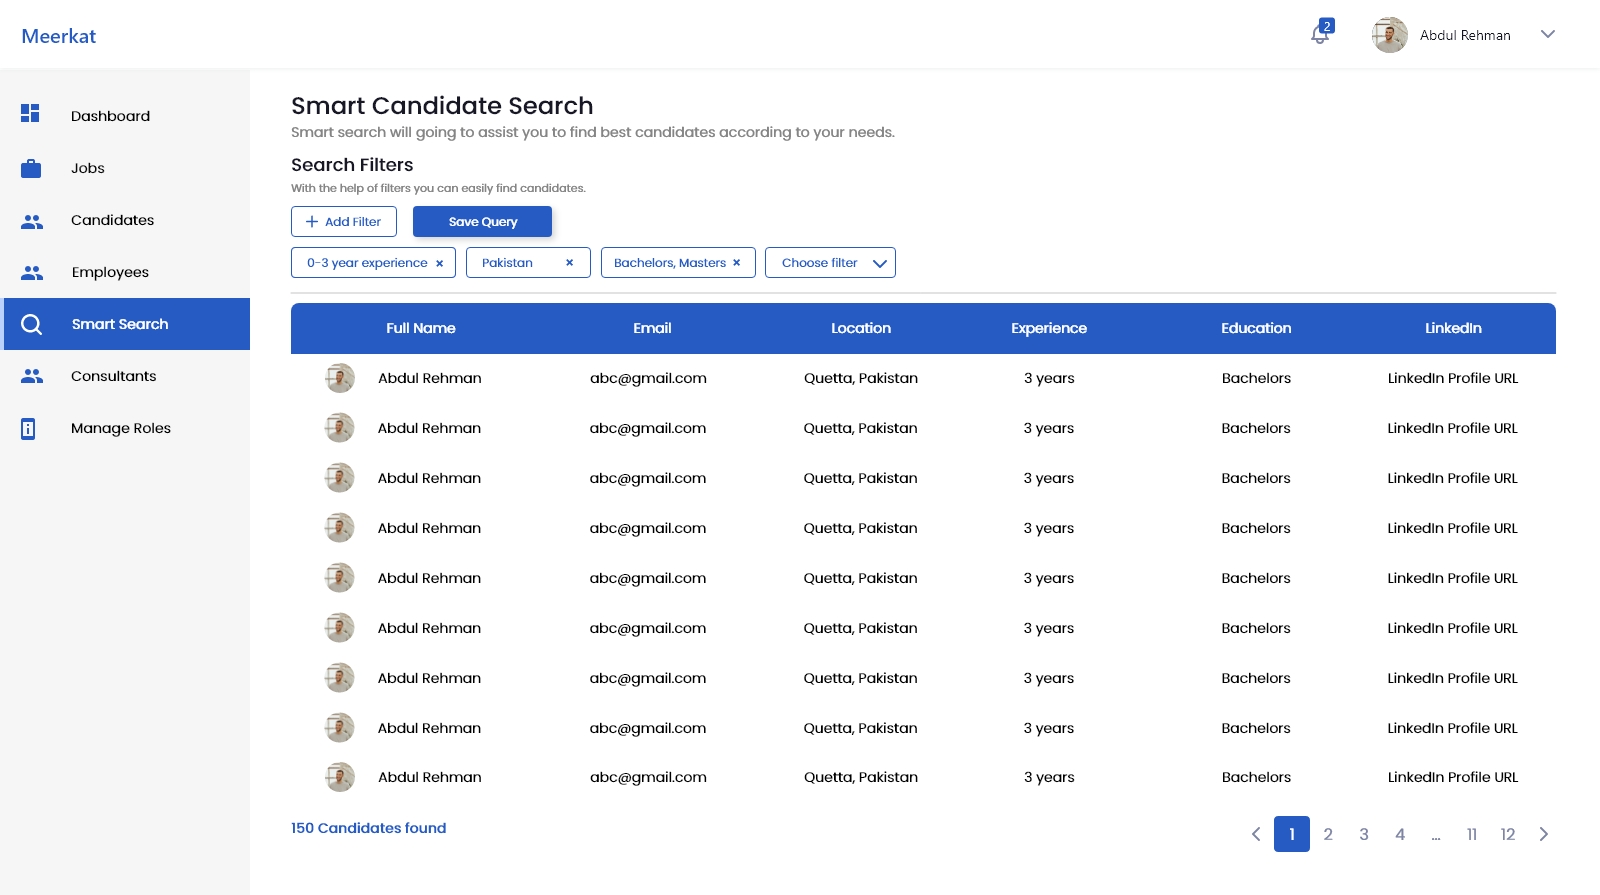 Meerkat
2
Abdul Rehman
Dashboard
Jobs
Candidates
Employees
Smart Search
Consultants
Manage Roles
Smart Candidate Search
Smart search will going to assist you to find best candidates according to your needs.
Search Filters
With the help of filters you can easily find candidates.
+ Add Filter Save Query
0-3 year experience × Pakistan × Bachelors, Masters × Choose filter
Full Name Email Location Experience Education LinkedIn
Abdul Rehman abc@gmail.com Quetta, Pakistan 3 years Bachelors LinkedIn Profile URL
Abdul Rehman abc@gmail.com Quetta, Pakistan 3 years Bachelors LinkedIn Profile URL
Abdul Rehman abc@gmail.com Quetta, Pakistan 3 years Bachelors LinkedIn Profile URL
Abdul Rehman abc@gmail.com Quetta, Pakistan 3 years Bachelors LinkedIn Profile URL
Abdul Rehman abc@gmail.com Quetta, Pakistan 3 years Bachelors LinkedIn Profile URL
Abdul Rehman abc@gmail.com Quetta, Pakistan 3 years Bachelors LinkedIn Profile URL
Abdul Rehman abc@gmail.com Quetta, Pakistan 3 years Bachelors LinkedIn Profile URL
Abdul Rehman abc@gmail.com Quetta, Pakistan 3 years Bachelors LinkedIn Profile URL
Abdul Rehman abc@gmail.com Quetta, Pakistan 3 years Bachelors LinkedIn Profile URL
150 Candidates found
1 2 3 4 ... 11 12